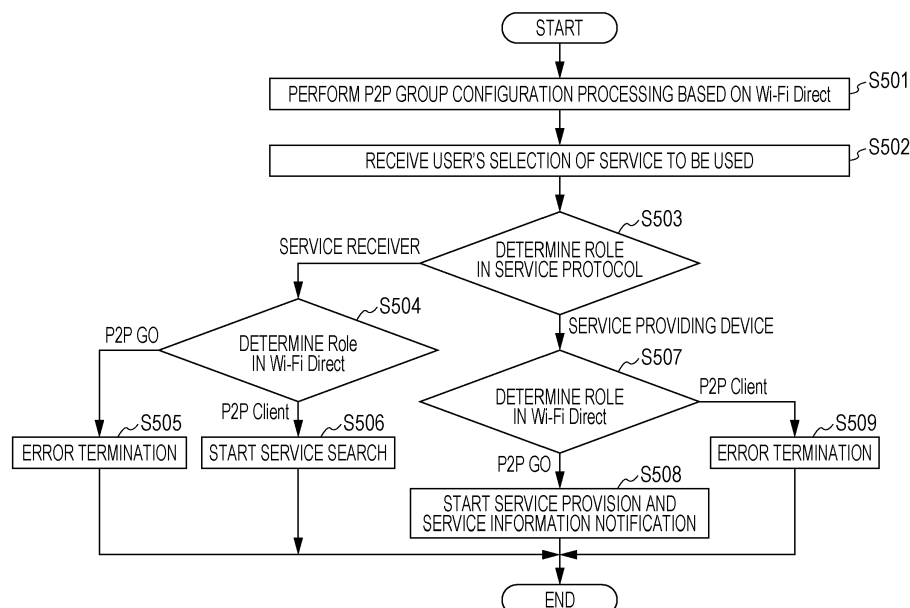 START
PERFORM P2P GROUP CONFIGURATION PROCESSING BASED ON Wi-Fi Direct
S501
RECEIVE USER'S SELECTION OF SERVICE TO BE USED
S502
DETERMINE ROLE
IN SERVICE PROTOCOL
S503
SERVICE RECEIVER
SERVICE PROVIDING DEVICE
DETERMINE Role
IN Wi-Fi Direct
S504
P2P GO
P2P Client
ERROR TERMINATION
S505
START SERVICE SEARCH
S506
DETERMINE ROLE
IN Wi-Fi Direct
S507
P2P Client
P2P GO
START SERVICE PROVISION AND
SERVICE INFORMATION NOTIFICATION
S508
ERROR TERMINATION
S509
END